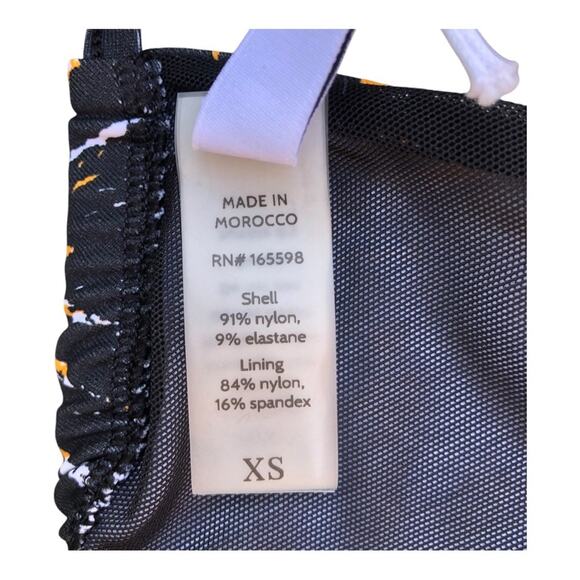 MADE IN
MOROCCO
RN# 165598
Shell
91% nylon,
9% elastane
Lining
84% nylon,
16% spandex
XS